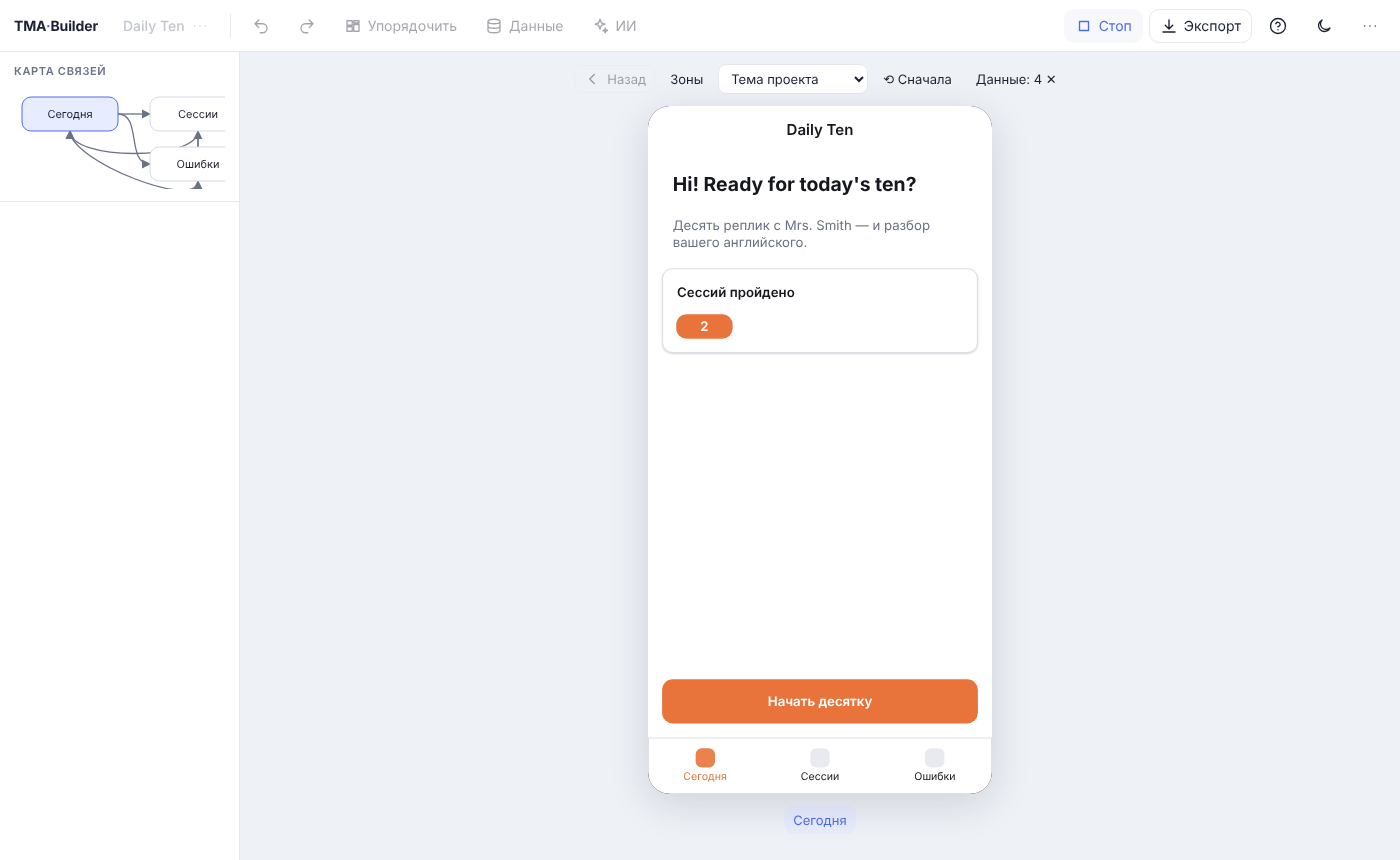 TMA·Builder
Daily Ten ···
Упорядочить
Данные
ИИ
Стоп
Экспорт
КАРТА СВЯЗЕЙ
Сегодня
Сессии
Ошибки
Назад
Зоны
Тема проекта
⟲ Сначала
Данные: 4 ✕
Daily Ten
Hi! Ready for today's ten?
Десять реплик с Mrs. Smith — и разбор
вашего английского.
Сессий пройдено
2
Начать десятку
Сегодня
Сессии
Ошибки
Сегодня